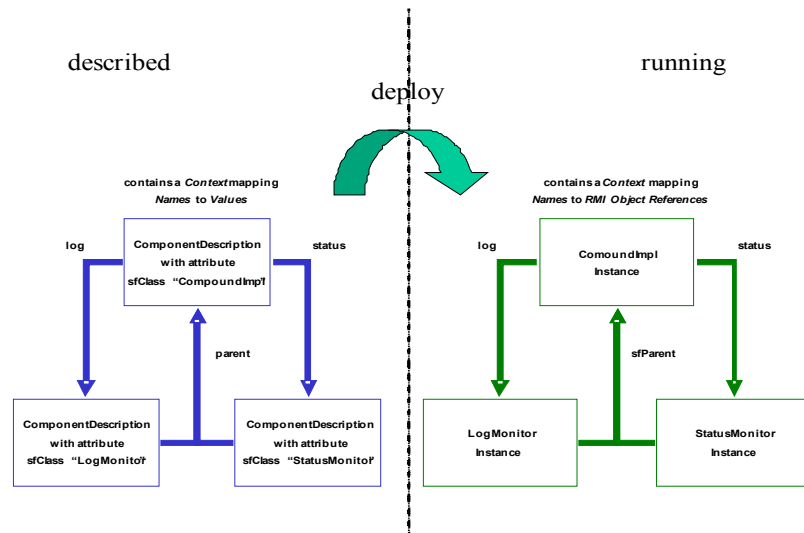 described
running
deploy
contains a Context mapping
Names to Values
contains a Context mapping
Names to RMI Object References
log
ComponentDescription
with attribute
sfClass “CompoundImpl”
status
log
ComoundImpl
Instance
status
parent
sfParent
ComponentDescription
with attribute
sfClass “LogMonitor”
ComponentDescription
with attribute
sfClass “StatusMonitor”
LogMonitor
Instance
StatusMonitor
Instance